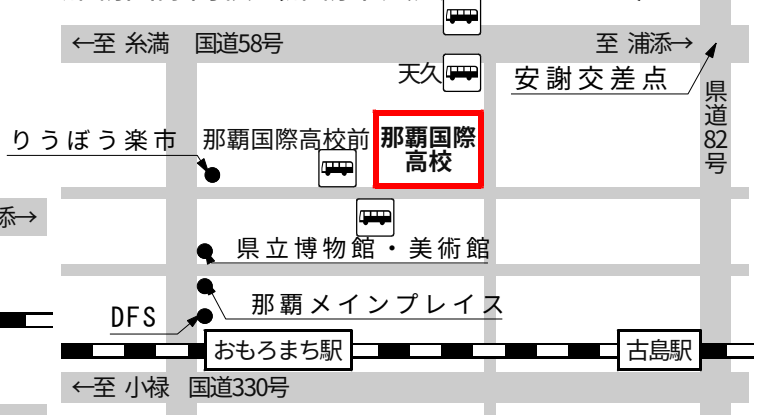 ←至 糸満 国道58号 至 浦添→
天久
安謝交差点
県道82号
りうぼう楽市
那覇国際高校前
那覇国際
高校
添→
県立博物館・美術館
那覇メインプレイス
DFS
おもろまち駅
古島駅
←至 小禄 国道330号